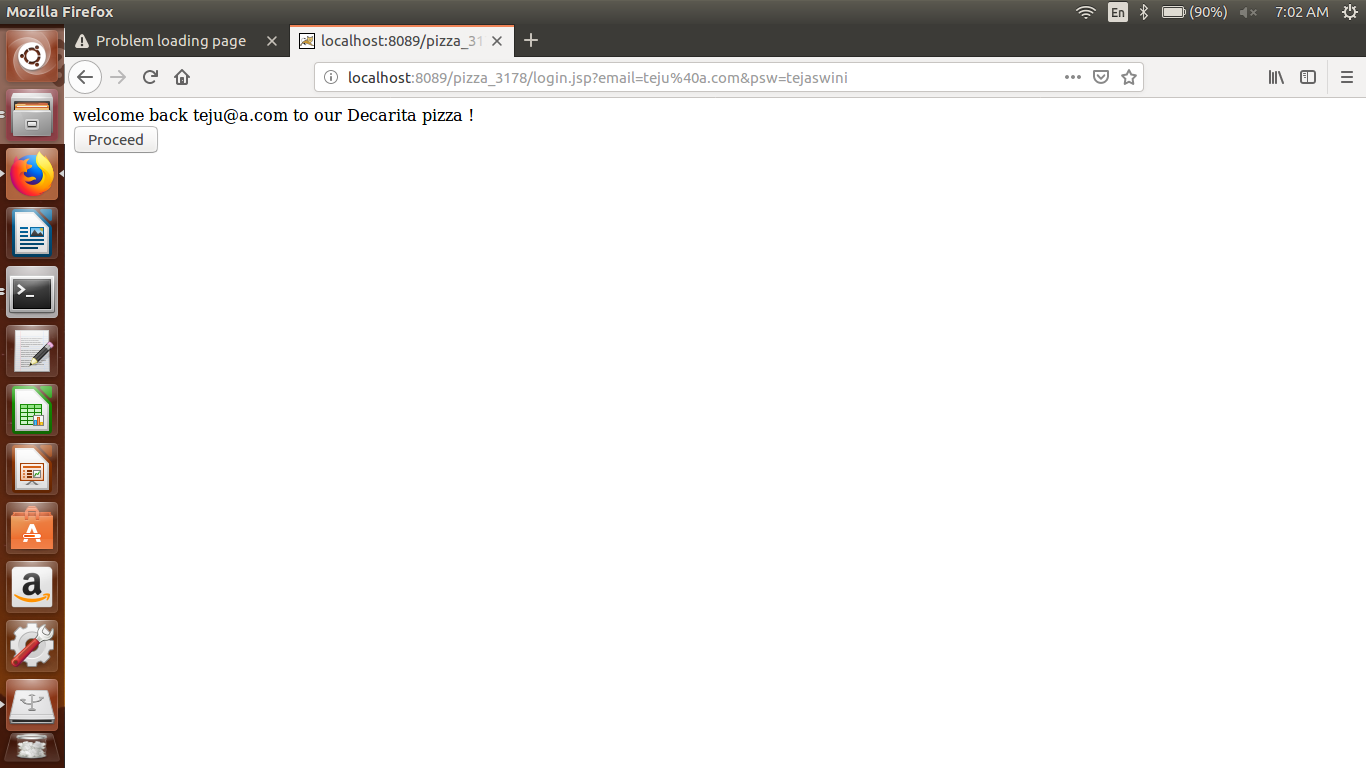 Mozilla Firefox
En
(90%)
7:02 AM
Problem loading page
localhost:8089/pizza_31
localhost:8089/pizza_3178/login.jsp?email=teju%40a.com&psw=tejaswini
welcome back teju@a.com to our Decarita pizza !
Proceed